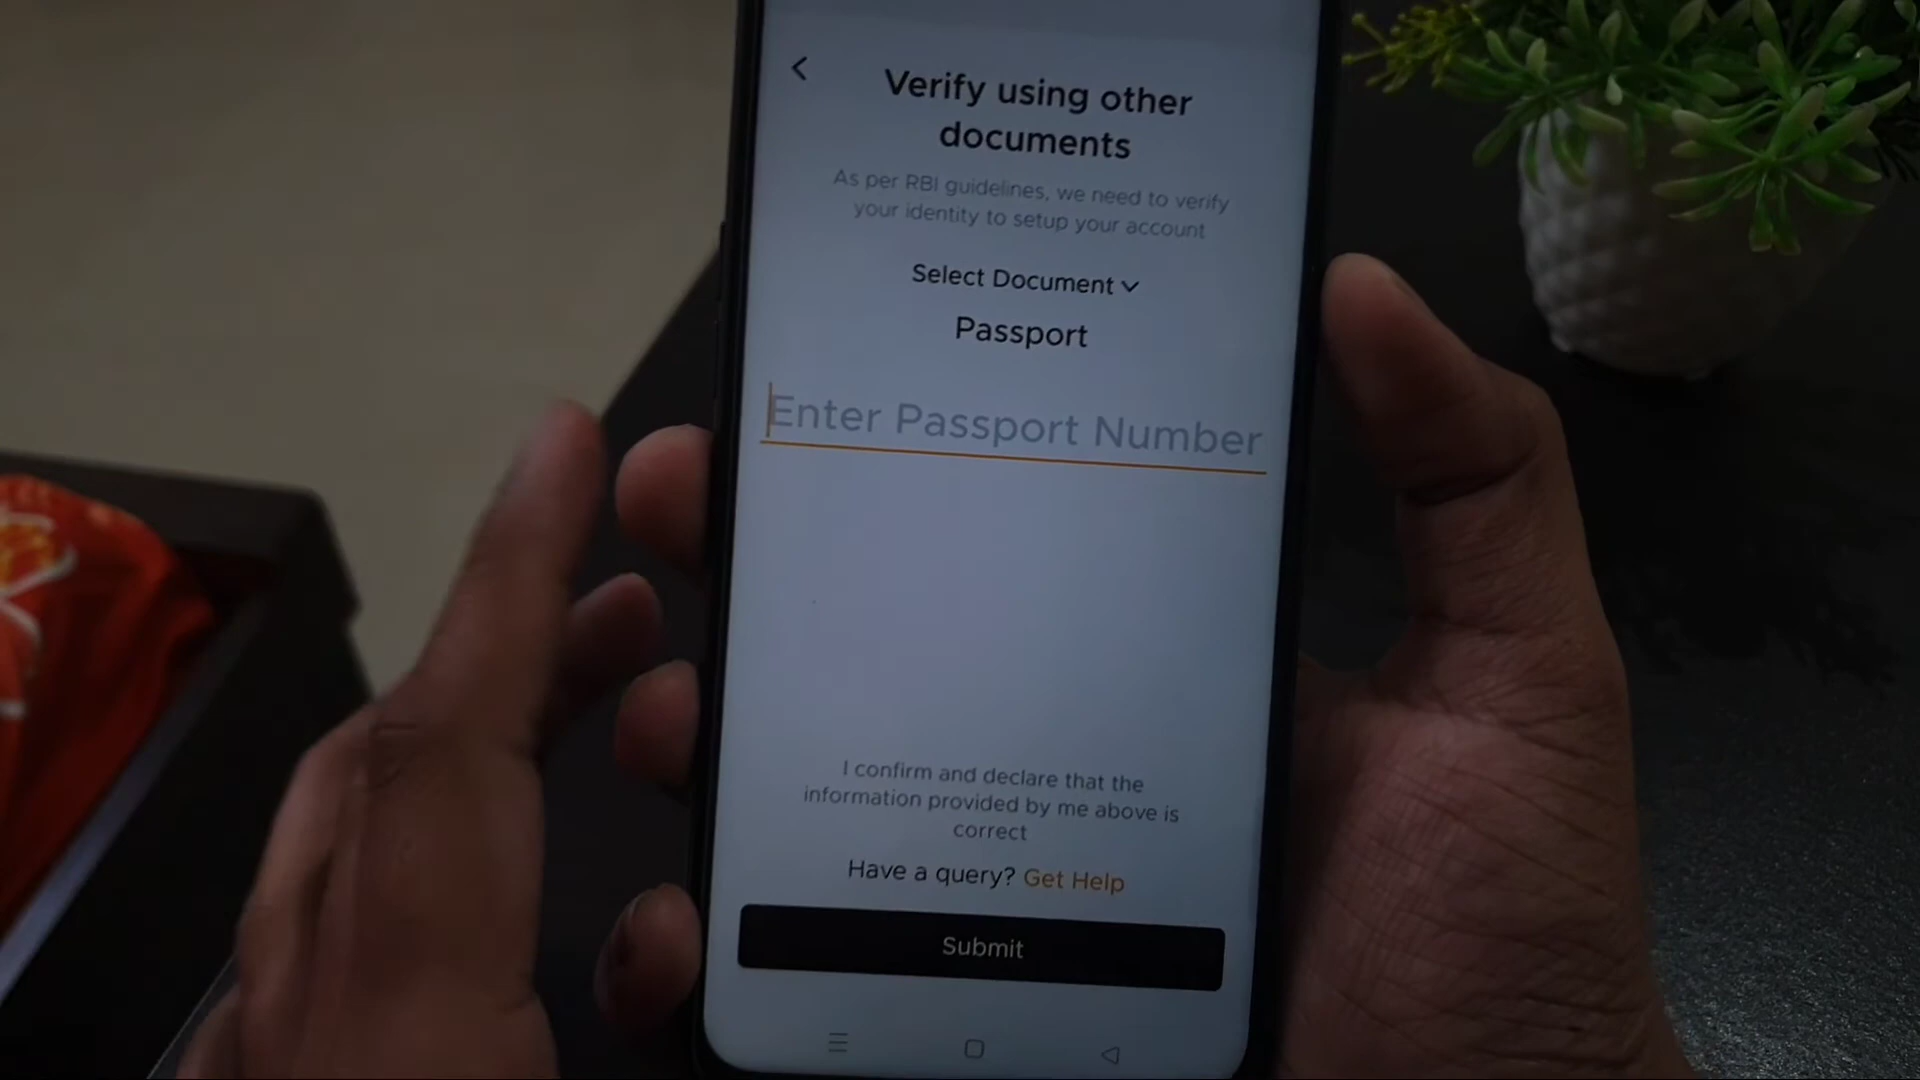 Verify using other
documents
As per RBI guidelines, we need to verify
your identity to setup your account
Select Document
Passport
Enter Passport Number
I confirm and declare that the
information provided by me above is
correct
Have a query? Get Help
Submit